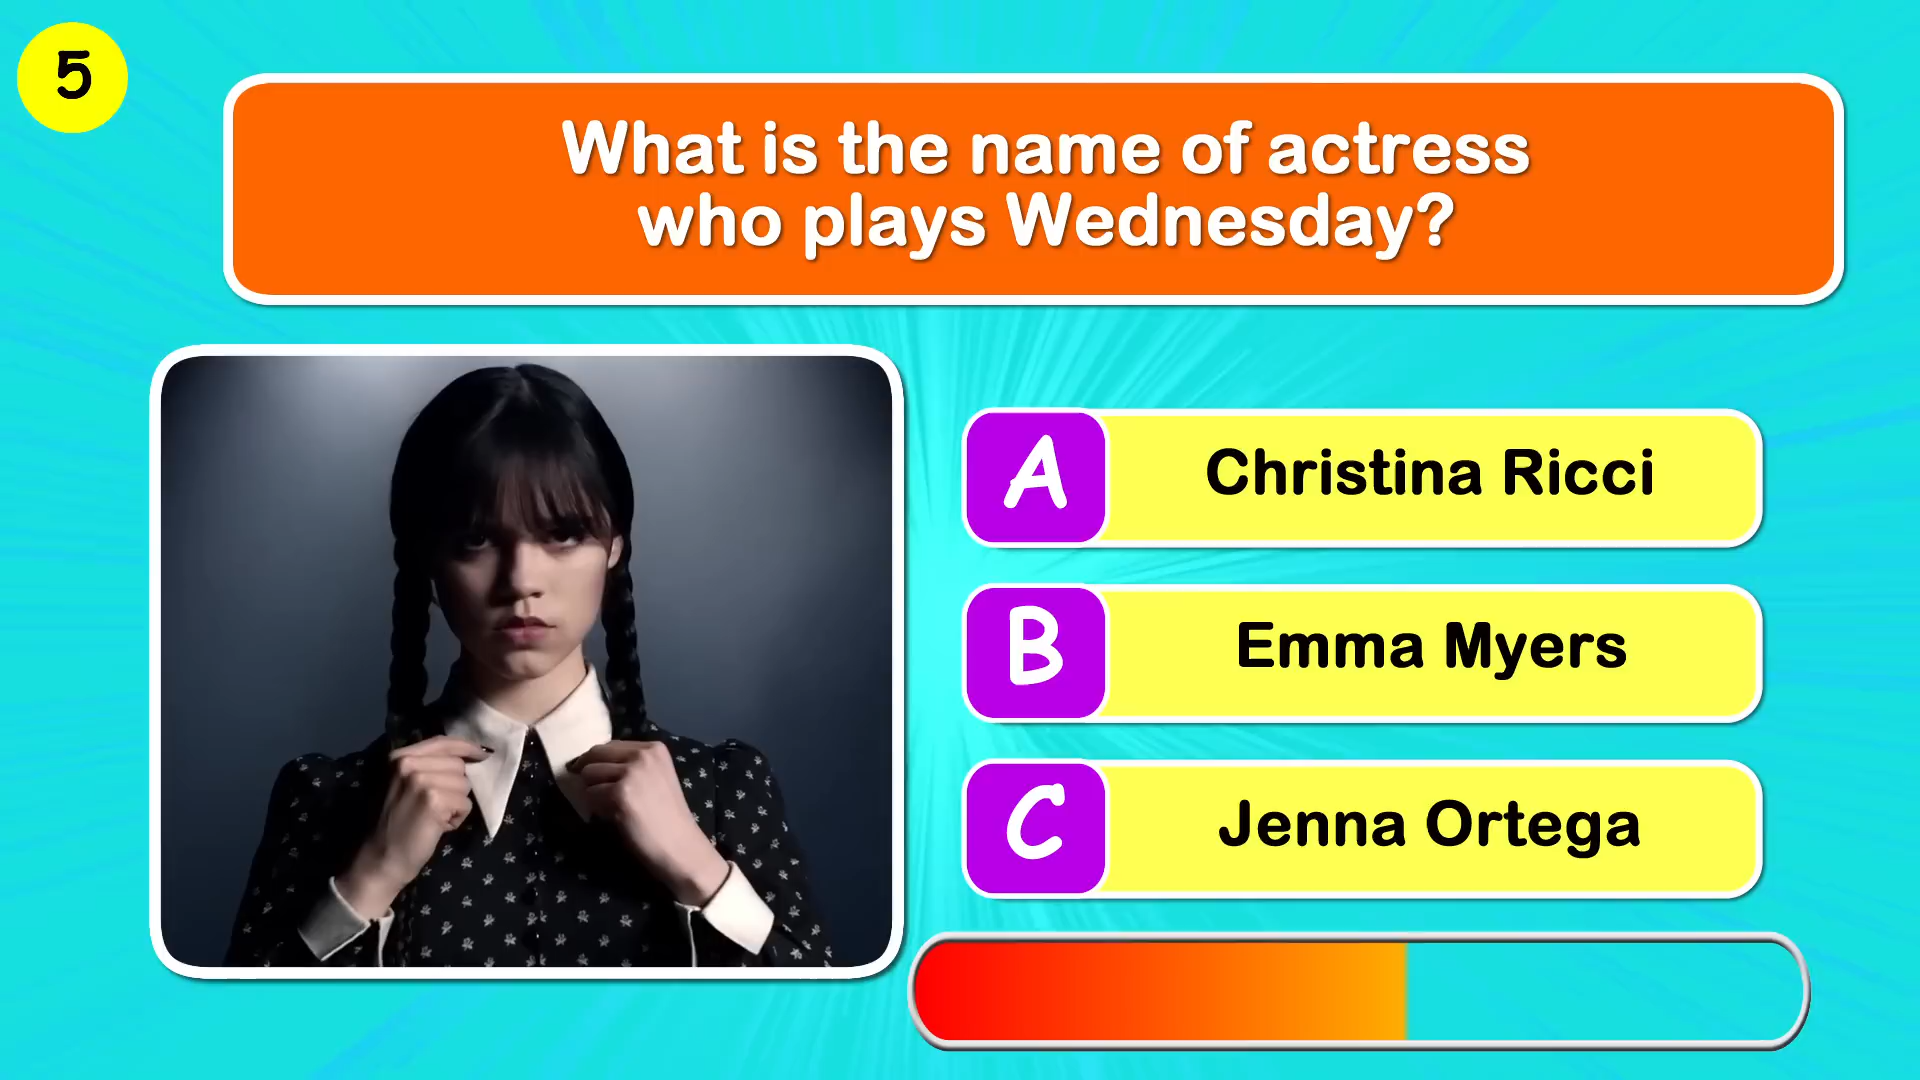 5
What is the name of actress
who plays Wednesday?
A Christina Ricci
B Emma Myers
C Jenna Ortega